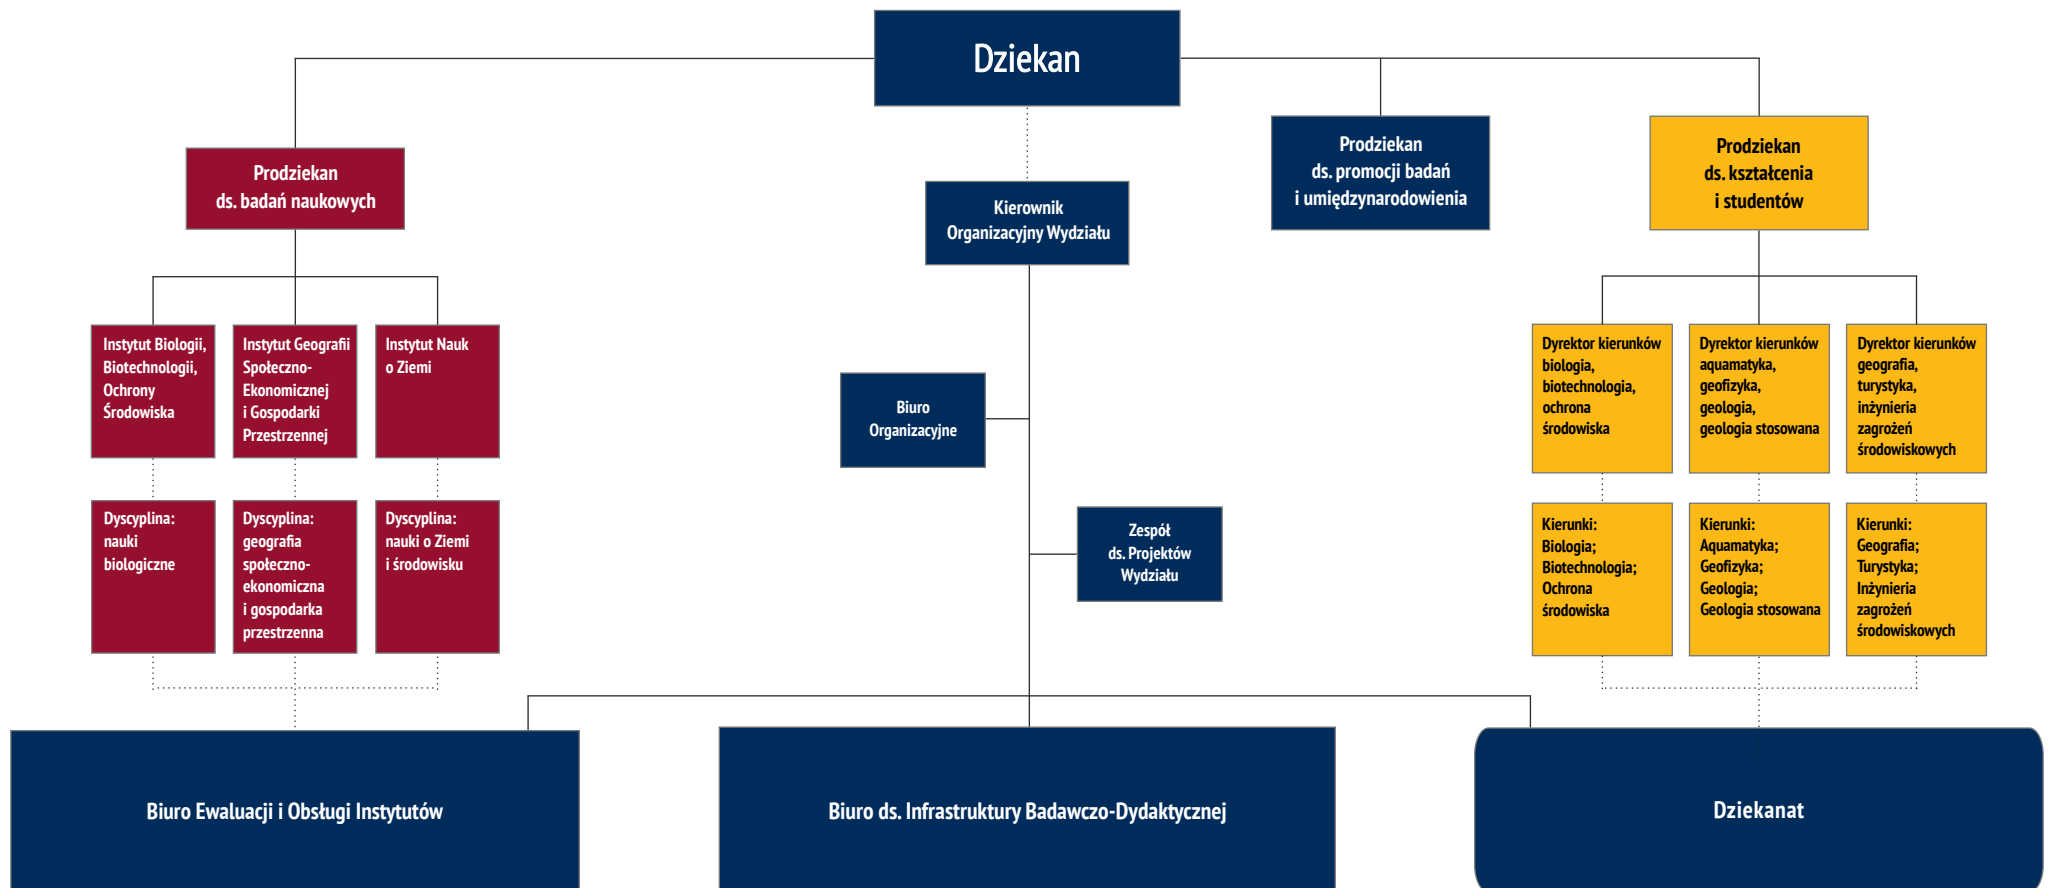 Dziekan
Prodziekan
ds. badań naukowych
Kierownik
Organizacyjny Wydziału
Prodziekan
ds. promocji badań
i umiędzynarodowienia
Prodziekan
ds. kształcenia
i studentów
Instytut Biologii,
Biotechnologii,
Ochrony
Środowiska
Instytut Geografii
Społeczno-
Ekonomicznej
i Gospodarki
Przestrzennej
Instytut Nauk
o Ziemi
Dyscyplina:
nauki
biologiczne
Dyscyplina:
geografia
społeczno-
ekonomiczna
i gospodarka
przestrzenna
Dyscyplina:
nauki o Ziemi
i środowisku
Biuro
Organizacyjne
Zespół
ds. Projektów
Wydziału
Dyrektor kierunków
biologia,
biotechnologia,
ochrona
środowiska
Dyrektor kierunków
aquamatyka,
geofizyka,
geologia,
geologia stosowana
Dyrektor kierunków
geografia,
turystyka,
inżynieria
zagrożeń
środowiskowych
Kierunki:
Biologia;
Biotechnologia;
Ochrona
środowiska
Kierunki:
Aquamatyka;
Geofizyka;
Geologia;
Geologia stosowana
Kierunki:
Geografia;
Turystyka;
Inżynieria
zagrożeń
środowiskowych
Biuro Ewaluacji i Obsługi Instytutów
Biuro ds. Infrastruktury Badawczo-Dydaktycznej
Dziekanat